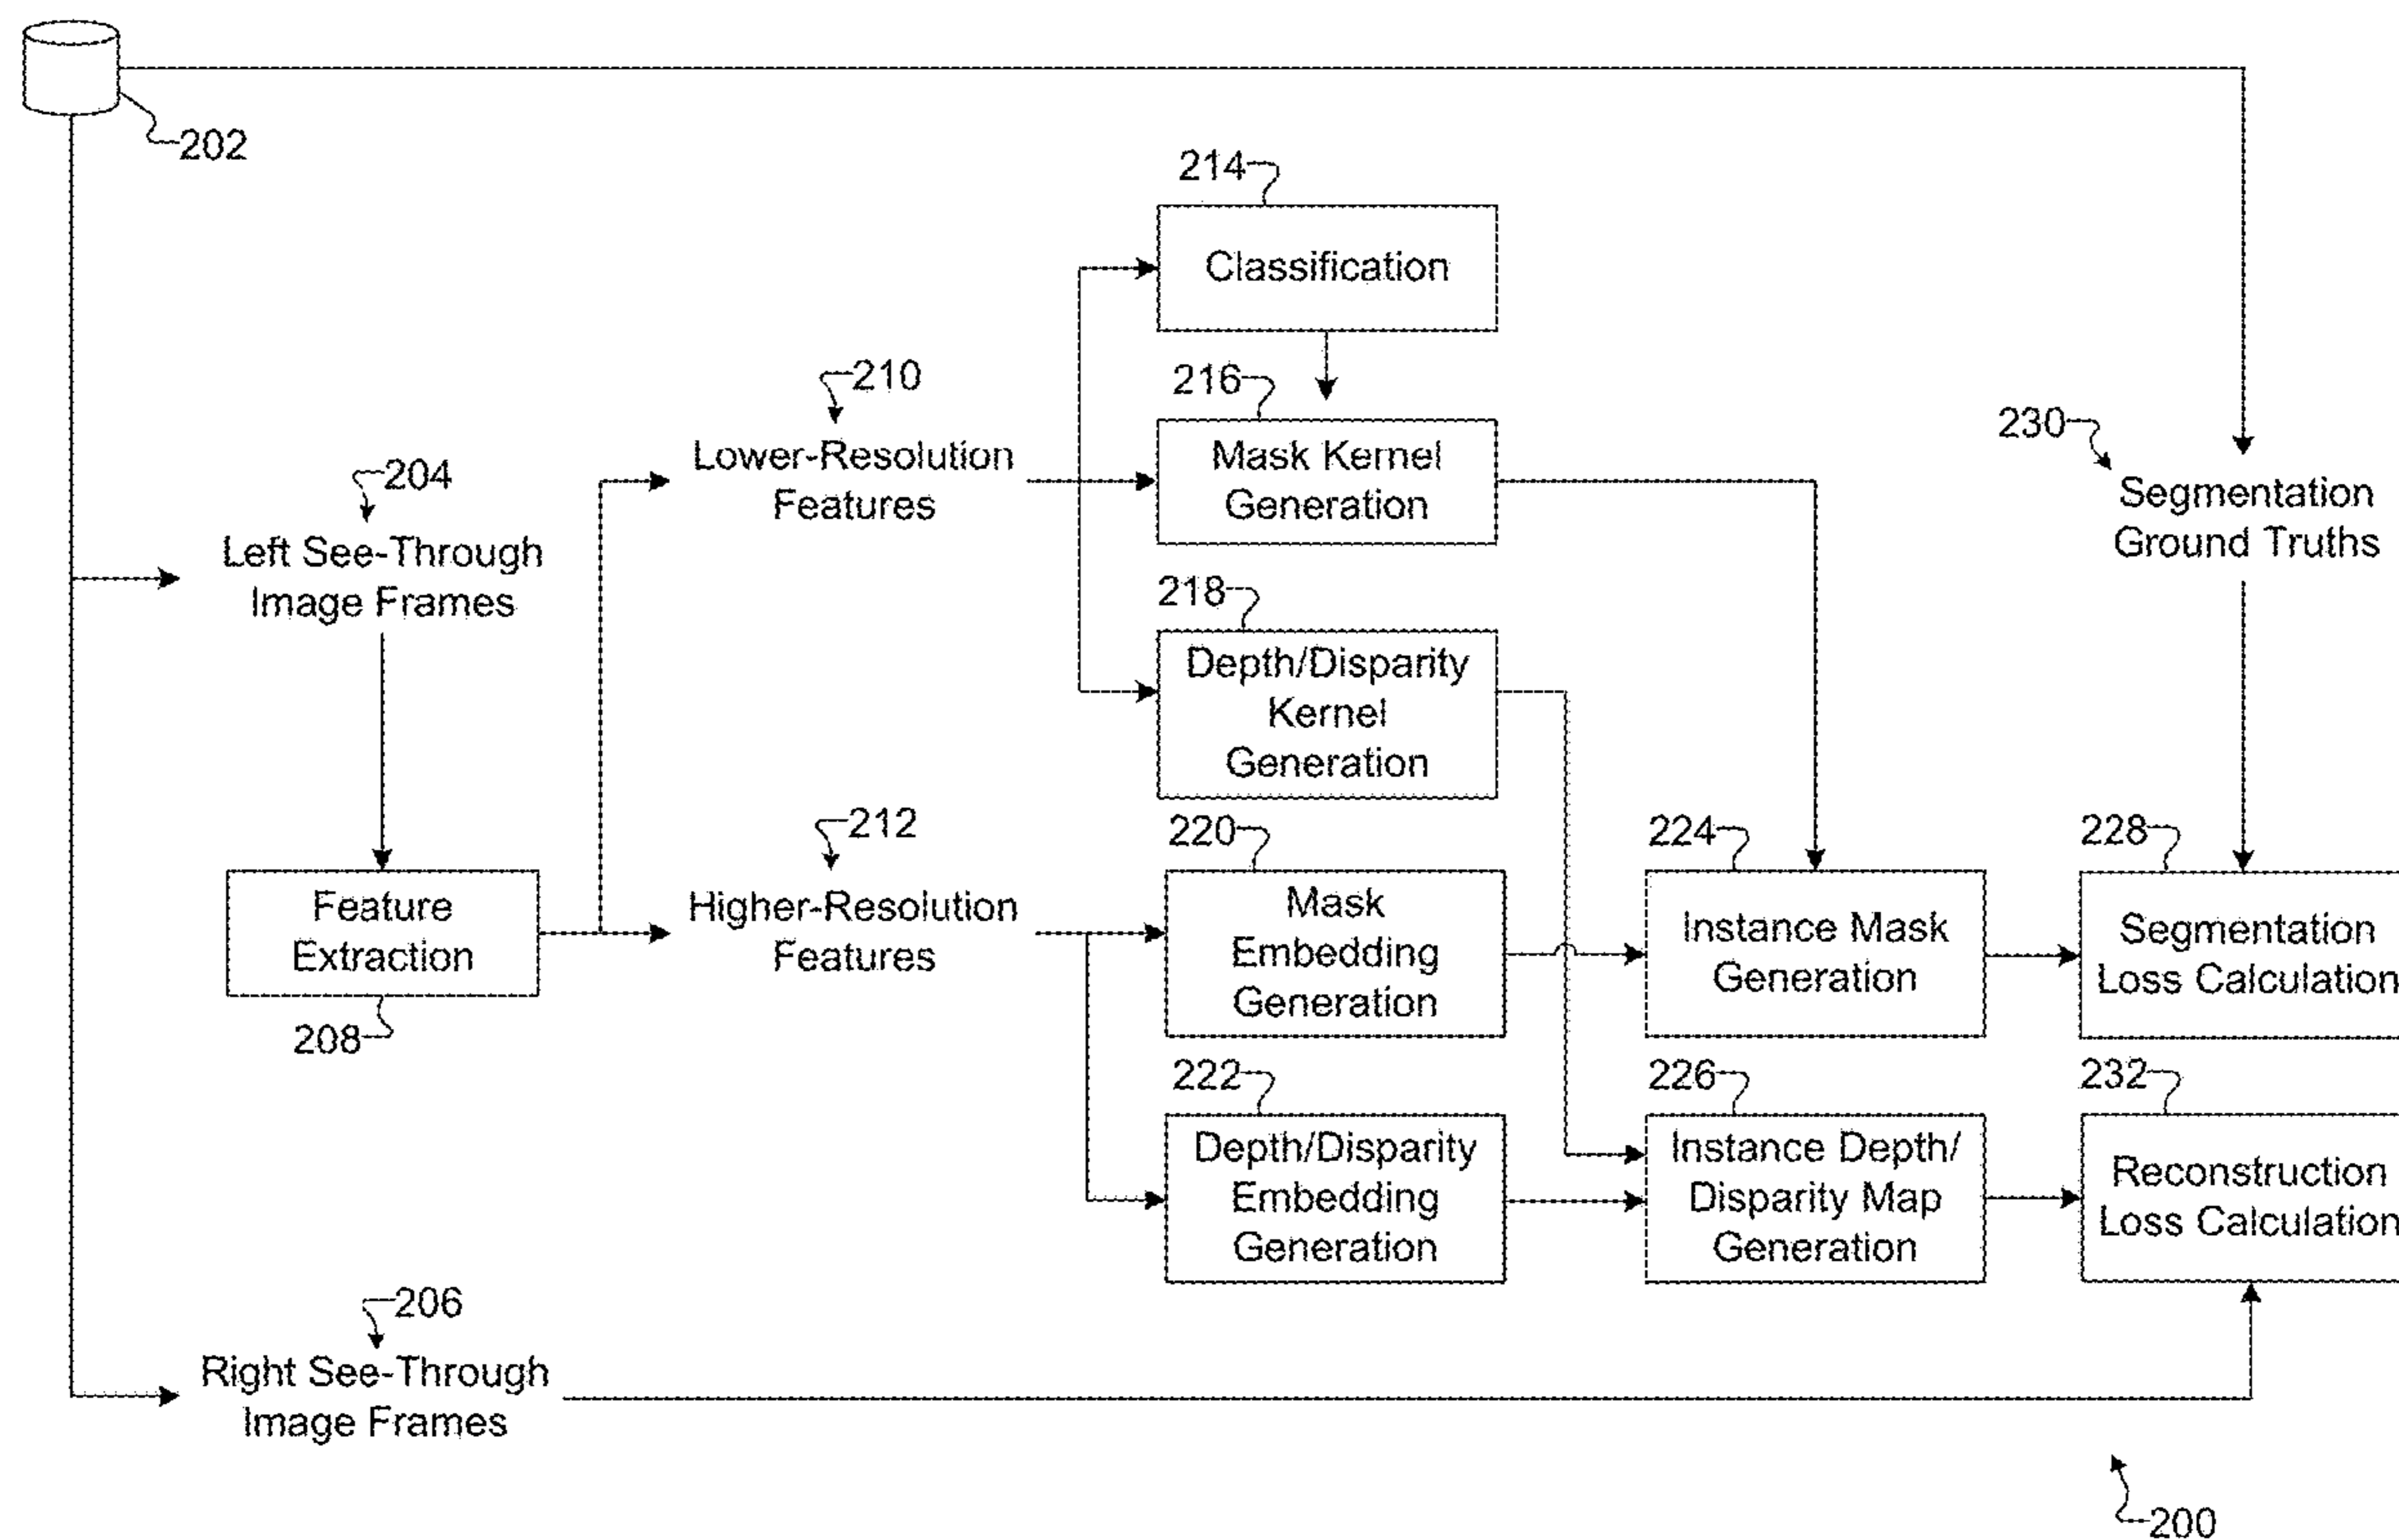 202
214
Classification
210
216
Lower-Resolution
Features
Mask Kernel
Generation
230
Segmentation
Ground Truths
204
Left See-Through
Image Frames
218
Depth/Disparity
Kernel
Generation
212
220
224
228
Feature
Extraction
208
Higher-Resolution
Features
Mask
Embedding
Generation
Instance Mask
Generation
Segmentation
Loss Calculation
222
226
232
Depth/Disparity
Embedding
Generation
Instance Depth/
Disparity Map
Generation
Reconstruction
Loss Calculation
206
Right See-Through
Image Frames
200